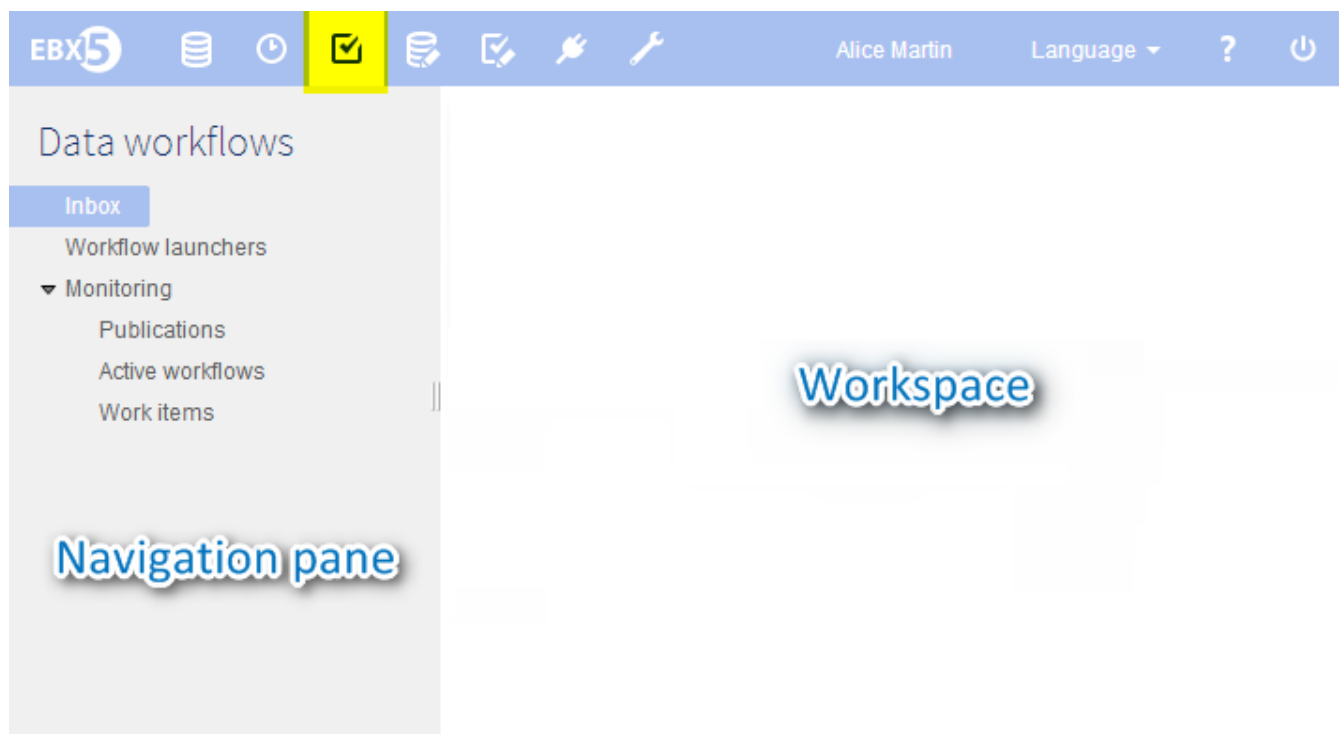 EBX5
Alice Martin
Language
?
Data workflows
Inbox
Workflow launchers
Monitoring
Publications
Active workflows
Work items
Workspace
Navigation pane